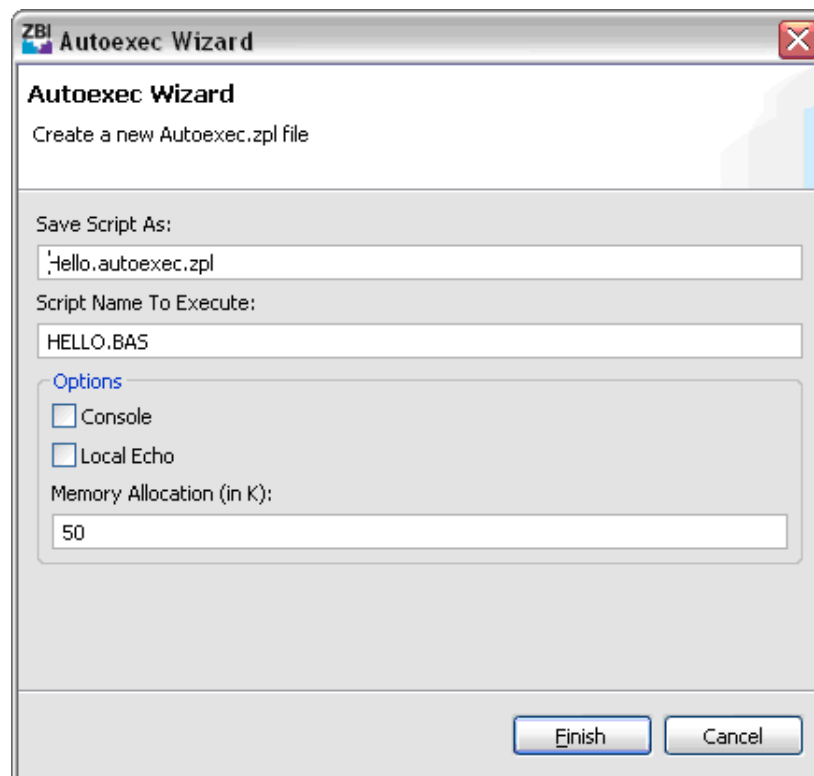 ZBI Autoexec Wizard
Autoexec Wizard
Create a new Autoexec.zpl file
Save Script As:
Hello.autoexec.zpl
Script Name To Execute:
HELLO.BAS
Options
Console
Local Echo
Memory Allocation (in K):
50
Finish Cancel